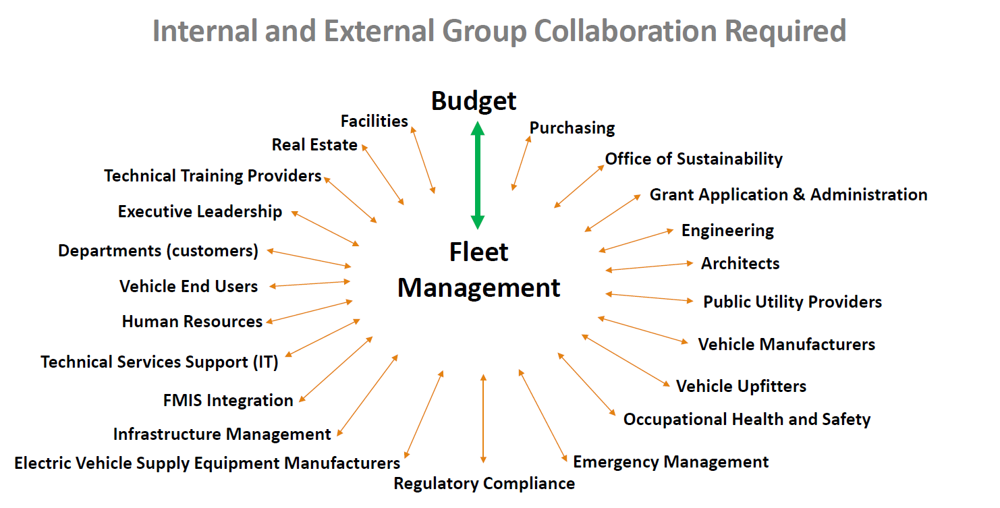 Internal and External Group Collaboration Required
Budget
Facilities
Purchasing
Real Estate
Office of Sustainability
Technical Training Providers
Grant Application & Administration
Executive Leadership
Engineering
Fleet
Management
Departments (customers)
Architects
Vehicle End Users
Public Utility Providers
Human Resources
Vehicle Manufacturers
Technical Services Support (IT)
Vehicle Upfitters
FMIS Integration
Occupational Health and Safety
Infrastructure Management
Electric Vehicle Supply Equipment Manufacturers
Emergency Management
Regulatory Compliance